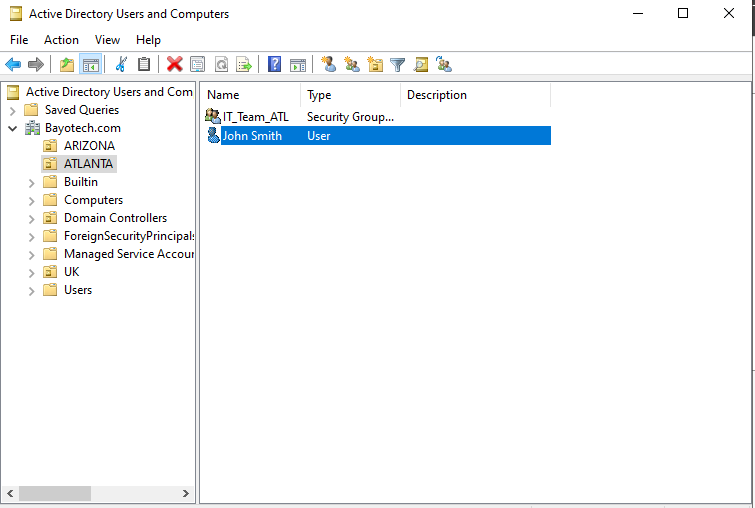 Active Directory Users and Computers
File Action View Help
Active Directory Users and Com
Saved Queries
Bayotech.com
ARIZONA
ATLANTA
Builtin
Computers
Domain Controllers
ForeignSecurityPrincipals
Managed Service Accour
UK
Users
Name Type Description
IT_Team_ATL Security Group...
John Smith User